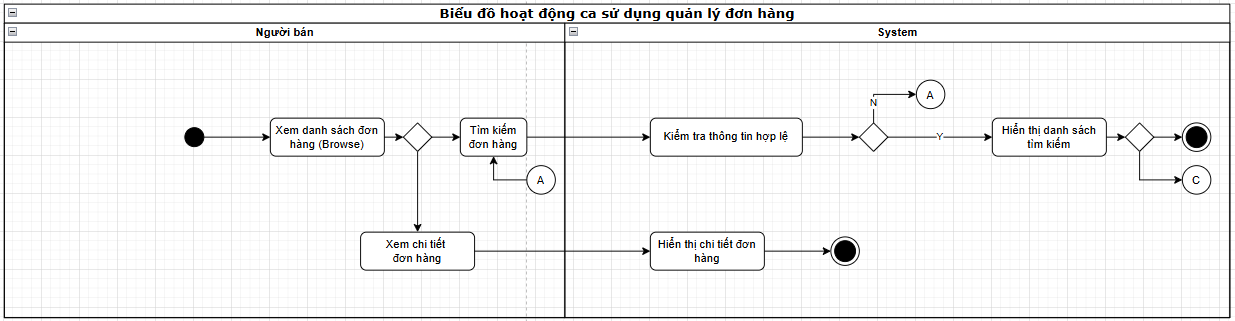 Biểu đồ hoạt động ca sử dụng quản lý đơn hàng
Người bán
System
Xem danh sách đơn
hàng (Browse)
Tìm kiếm
đơn hàng
A
Xem chi tiết
đơn hàng
Kiểm tra thông tin hợp lệ
N
A
Y
Hiển thị danh sách
tìm kiếm
C
Hiển thị chi tiết đơn
hàng